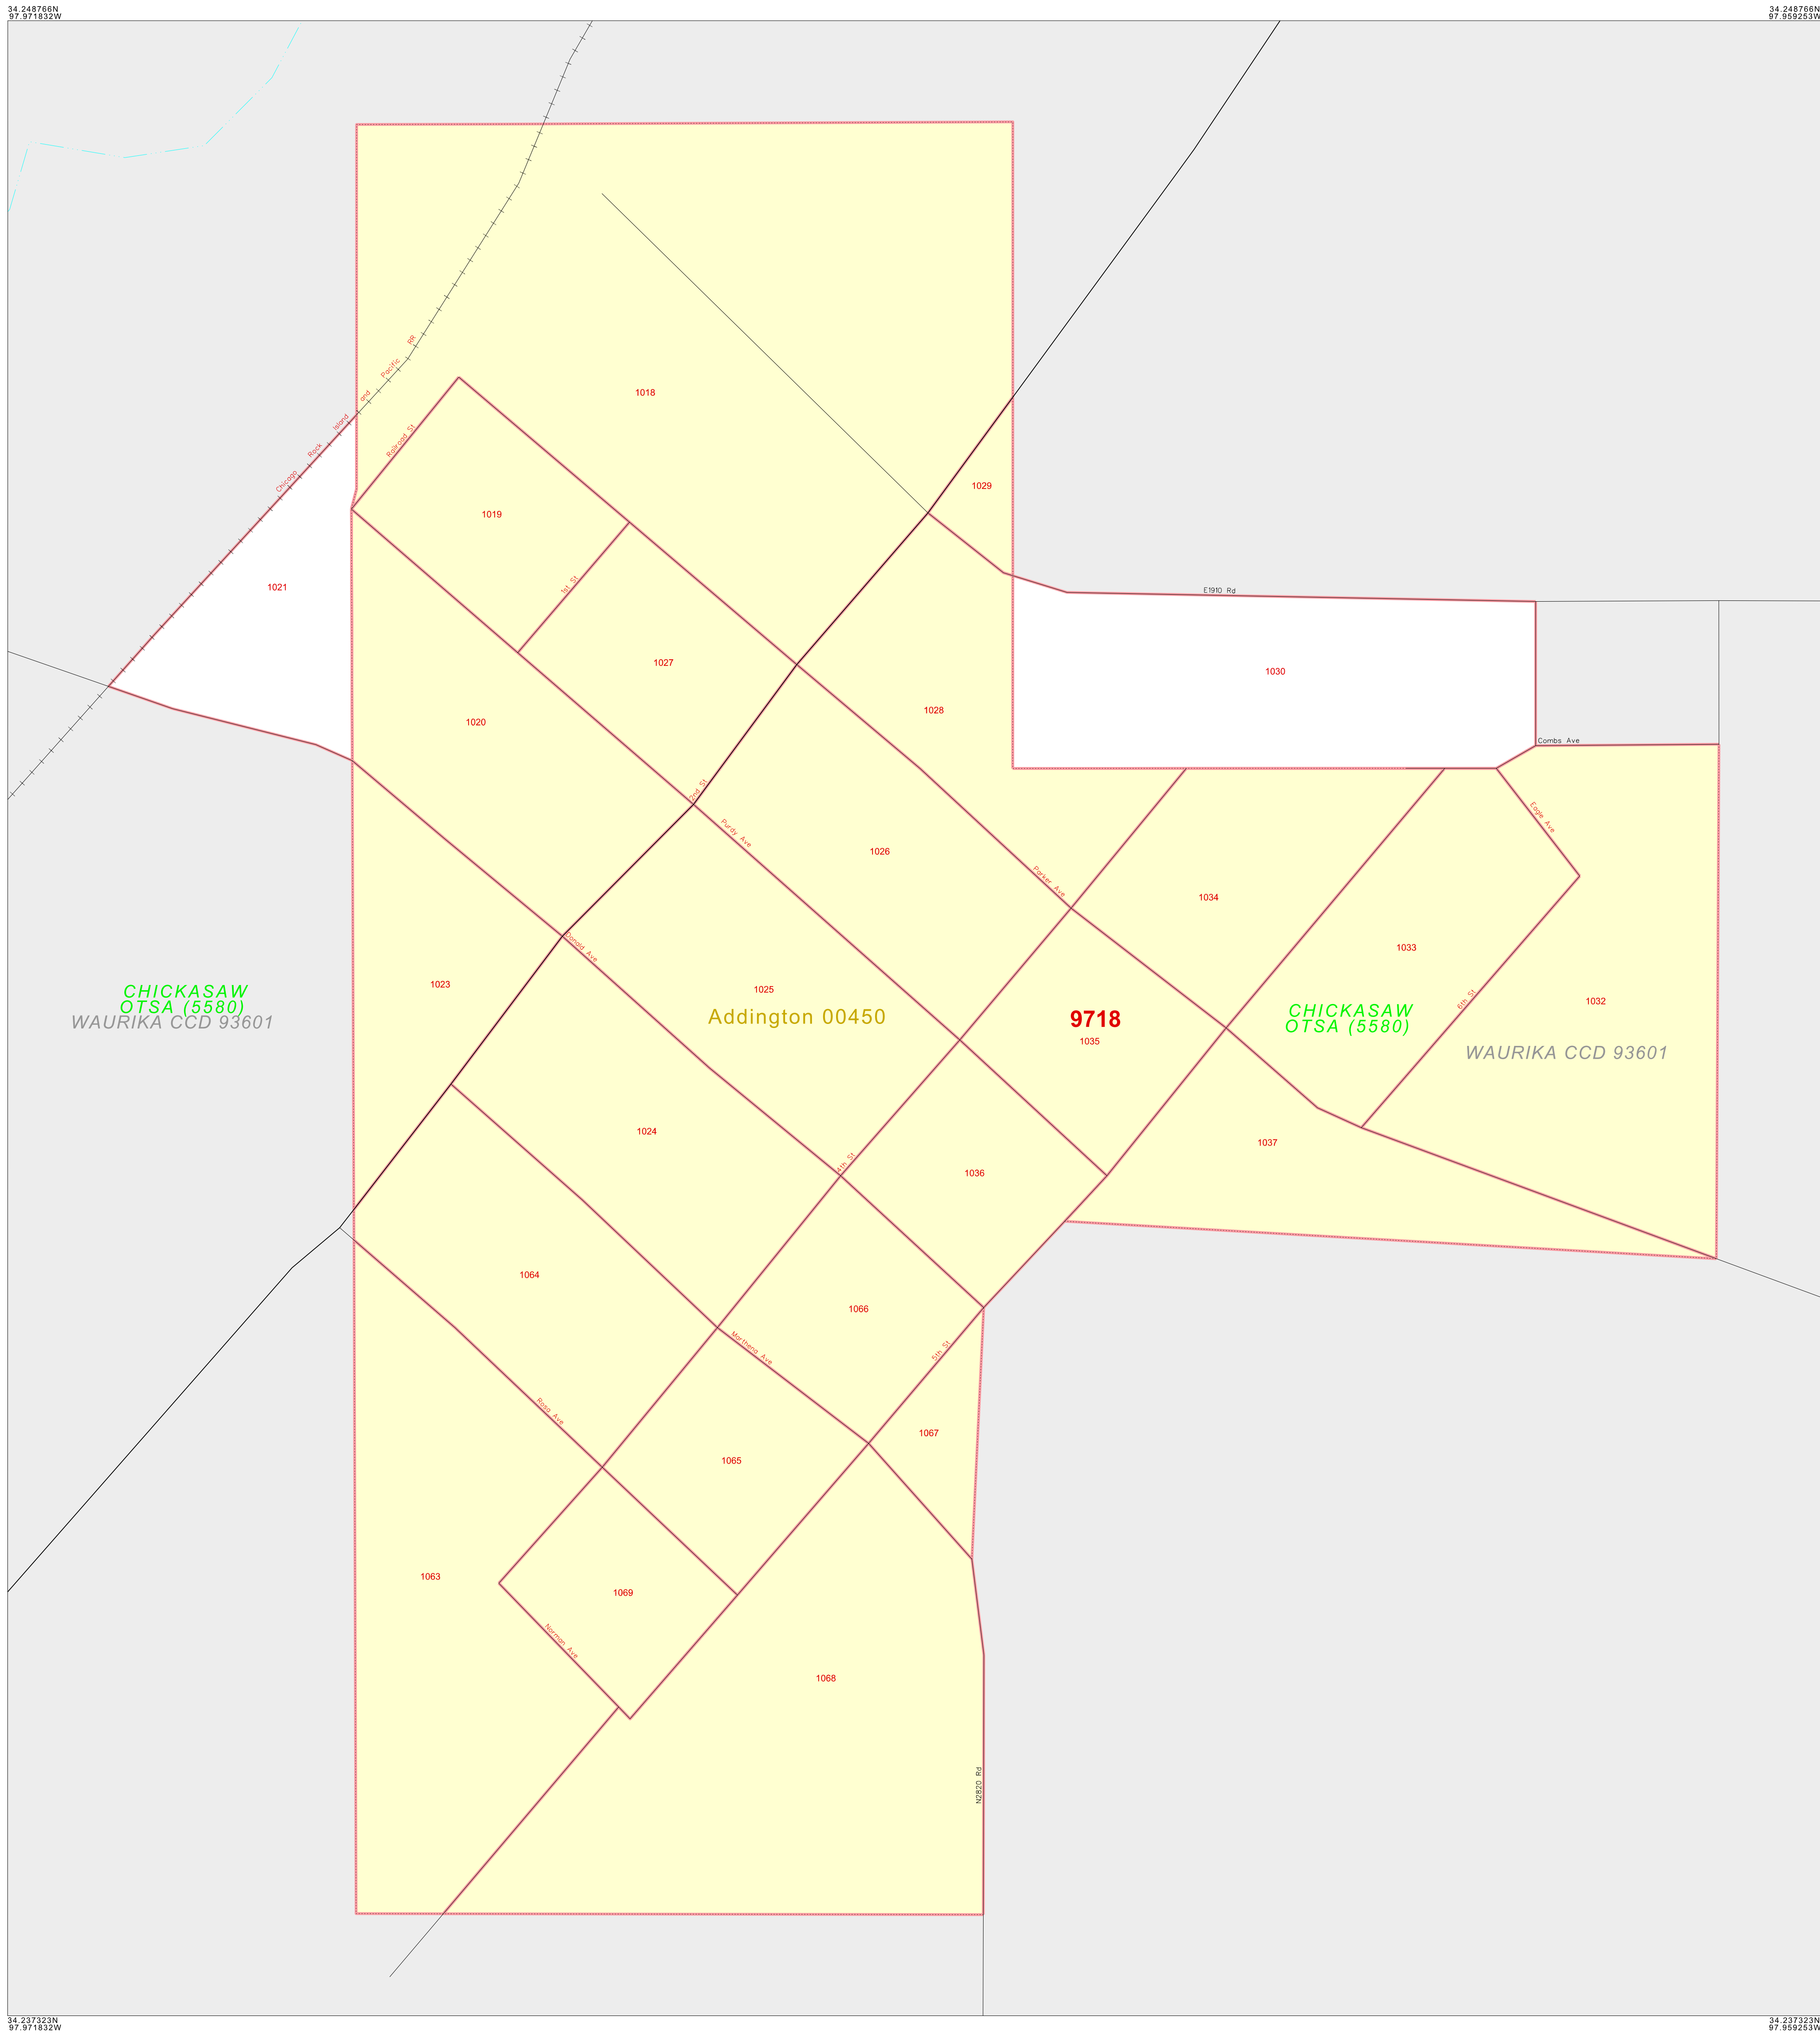 34.248766N
97.971832W
34.248766N
97.959253W
Chicago Rock Island and Pacific RR
1018
Railroad St
1029
1019
1021
1st St
E1910 Rd
1027
1030
1020
1028
Combs Ave
2nd St
Purdy Ave
Eagle Ave
1026
Parker Ave
1034
Donald Ave
1033
1023
1025
CHICKASAW
OTSA (5580)
WAURIKA CCD 93601
Addington 00450
9718
1035
CHICKASAW
OTSA (5580)
6th St
1032
WAURIKA CCD 93601
1024
1037
4th St
1036
1064
1066
Marthena Ave
5th St
Rosa Ave
1067
1065
1063
1069
Norman Ave
1068
N2820 Rd
34.237323N
97.971832W
34.237323N
97.959253W